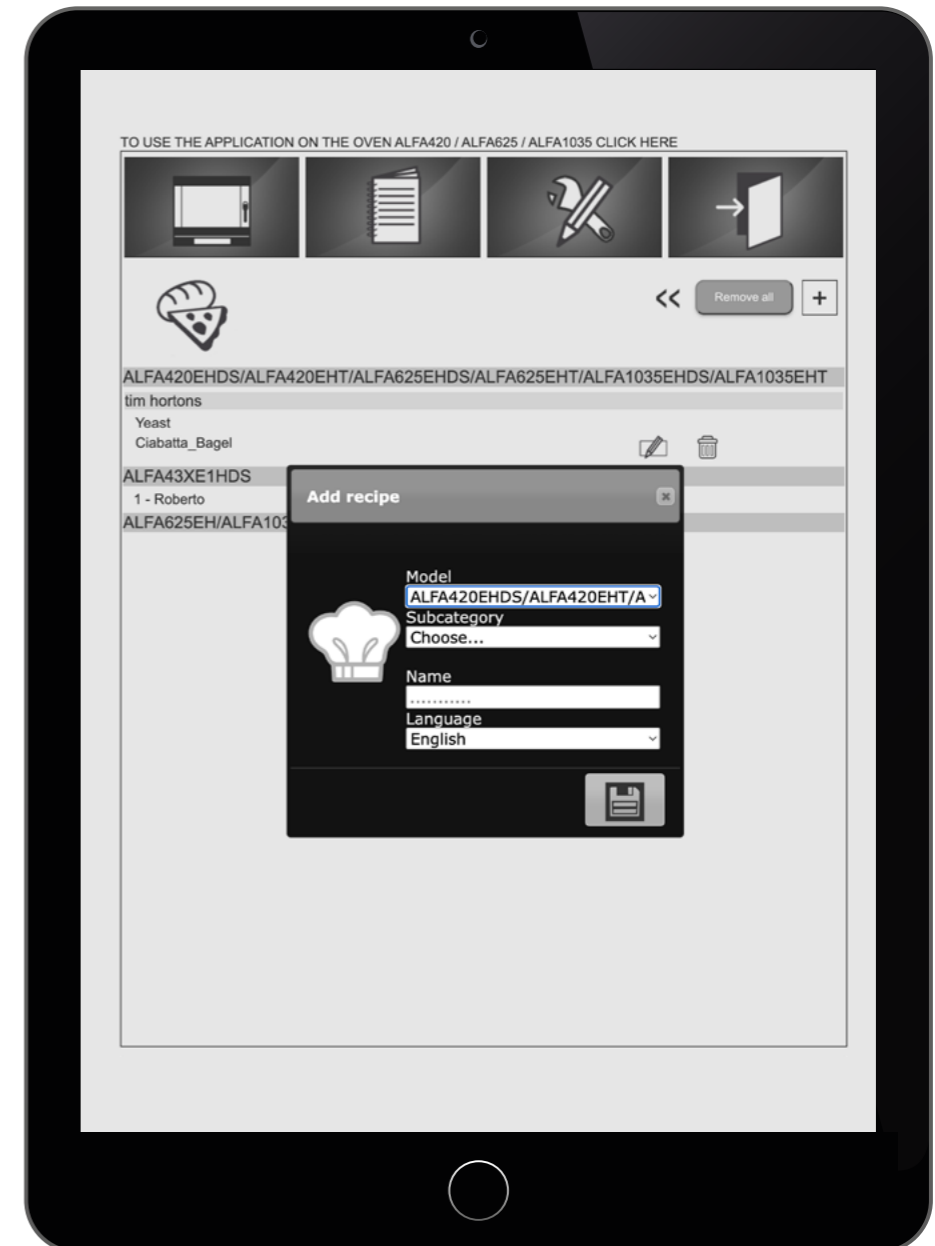 TO USE THE APPLICATION ON THE OVEN ALFA420 / ALFA625 / ALFA1035 CLICK HERE
<<
Remove all
+
ALFA420EHDS/ALFA420EHT/ALFA625EHDS/ALFA625EHT/ALFA1035EHDS/ALFA1035EHT
tim hortons
Yeast
Ciabatta_Bagel
ALFA43XE1HDS
1 - Roberto
ALFA625EH/ALFA103
Add recipe
Model
ALFA420EHDS/ALFA420EHT/A
Subcategory
Choose...
Name
...........
Language
English